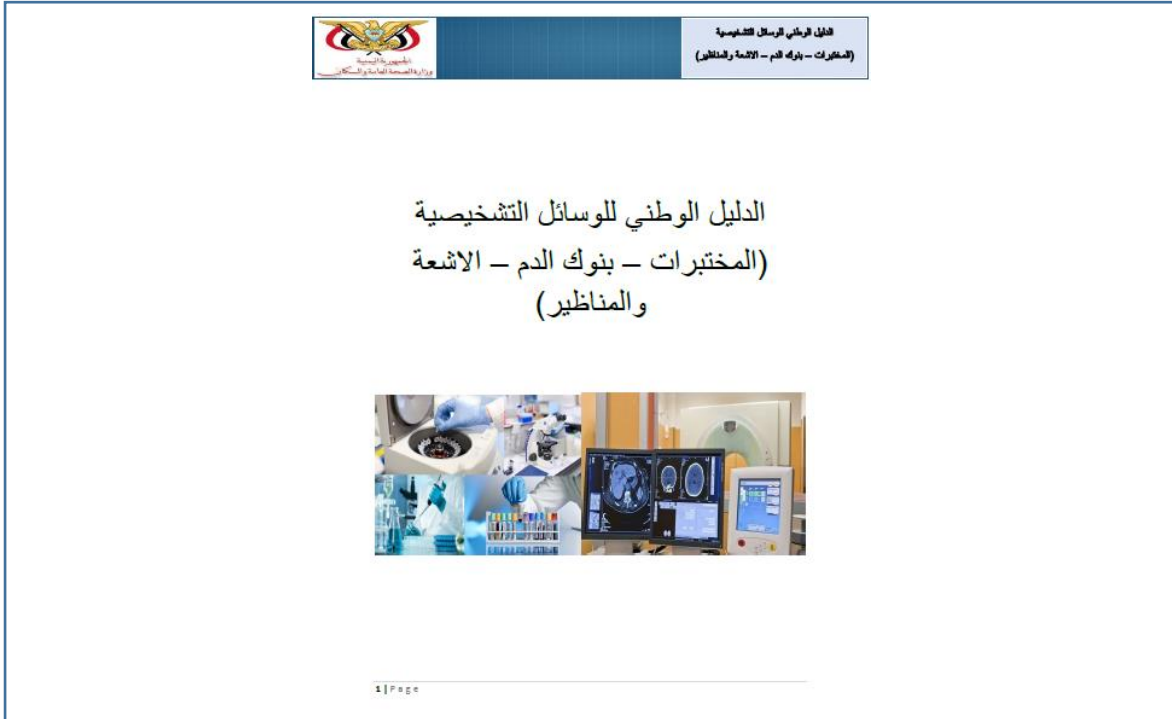 الدليل الوطني للوسائل التشخيصية
(المختبرات – بنوك الدم – الاشعة والمناظير)
الجمهورية اليمنية
وزارة الصحة العامة والسكان
الدليل الوطني للوسائل التشخيصية
(المختبرات – بنوك الدم – الاشعة
والمناظير)
1 | Page